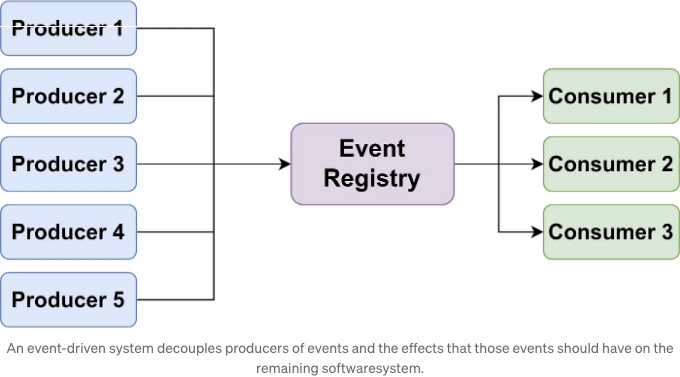 Producer 1
Producer 2
Producer 3
Producer 4
Producer 5
Event
Registry
Consumer 1
Consumer 2
Consumer 3
An event-driven system decouples producers of events and the effects that those events should have on the
remaining softwaresystem.